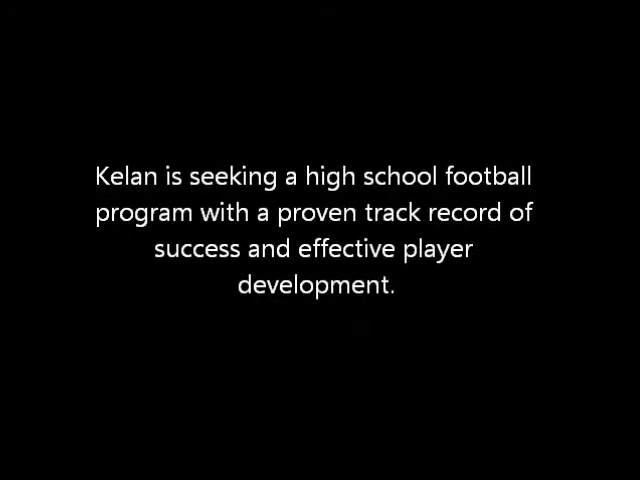 Kelan is seeking a high school football
program with a proven track record of
success and effective player
development.